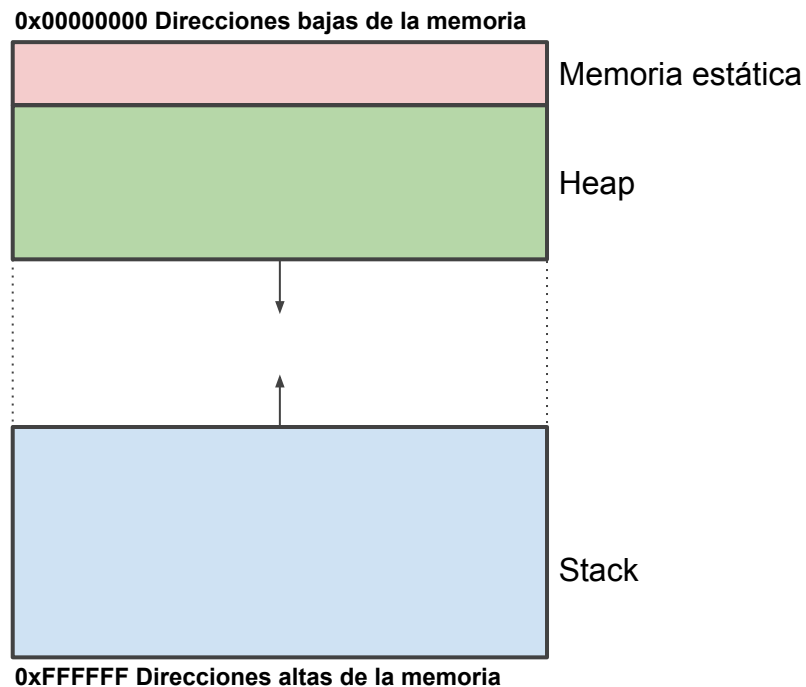 0x00000000 Direcciones bajas de la memoria
Memoria estática
Heap
Stack
0xFFFFFF Direcciones altas de la memoria